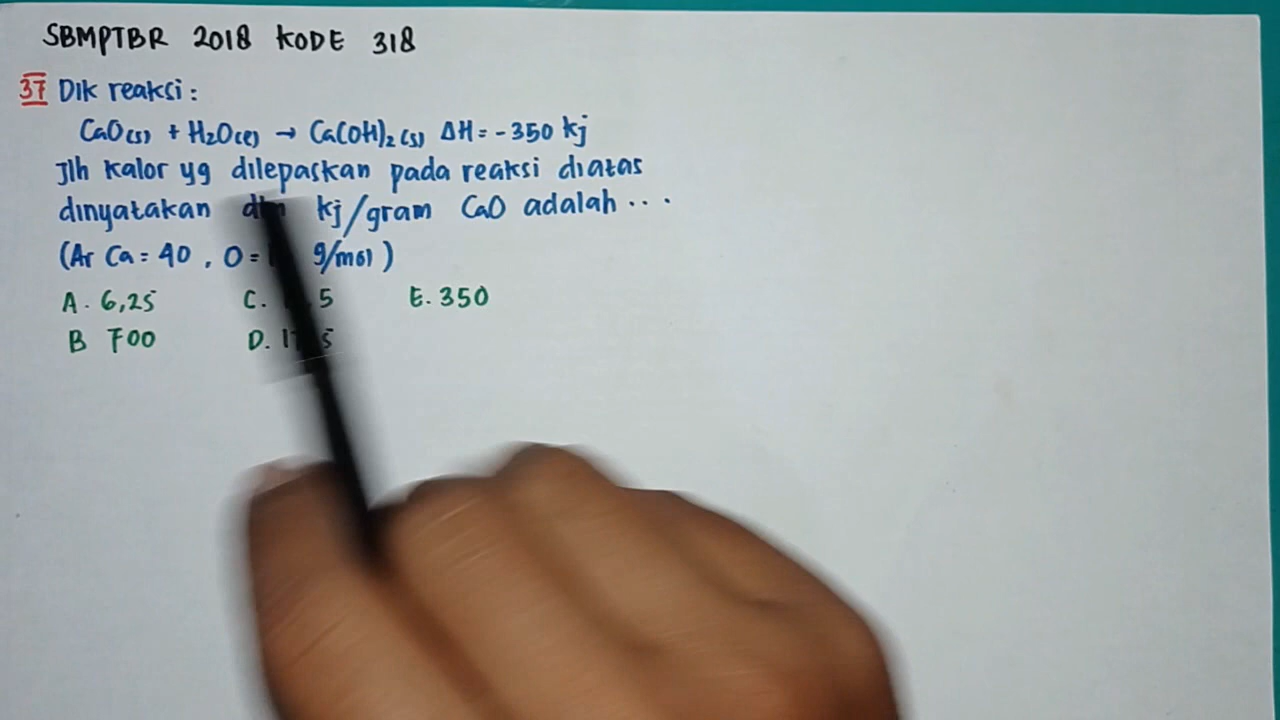 SBMPTBR 2018 KODE 318
37 Dik reaksi :
CaO(s) + H2O(l) → Ca(OH)2 (s) ΔH = - 350 kj
Jlh kalor yg dilepaskan pada reaksi diatas
dinyatakan dlm kj/gram CaO adalah ...
(Ar Ca = 40 , O = g/mol )
A. 6,25 C. E. 350
B 700 D.